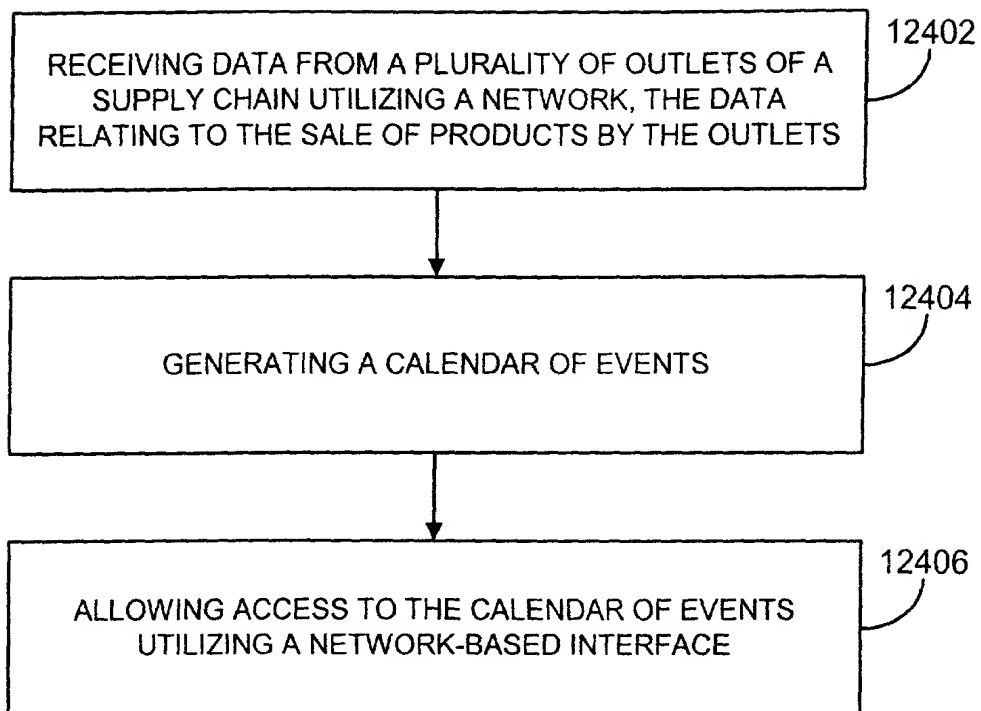 12402
RECEIVING DATA FROM A PLURALITY OF OUTLETS OF A
SUPPLY CHAIN UTILIZING A NETWORK, THE DATA
RELATING TO THE SALE OF PRODUCTS BY THE OUTLETS
12404
GENERATING A CALENDAR OF EVENTS
12406
ALLOWING ACCESS TO THE CALENDAR OF EVENTS
UTILIZING A NETWORK-BASED INTERFACE